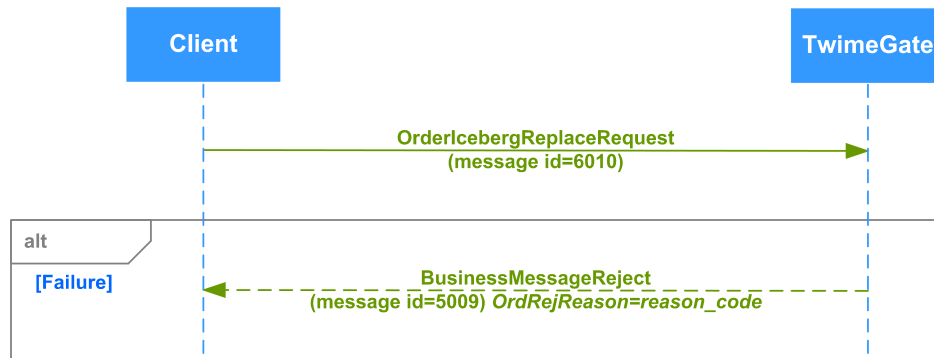 Client
TwimeGate
OrderIcebergReplaceRequest
(message id=6010)
alt
[Failure]
BusinessMessageReject
(message id=5009) OrdRejReason=reason_code